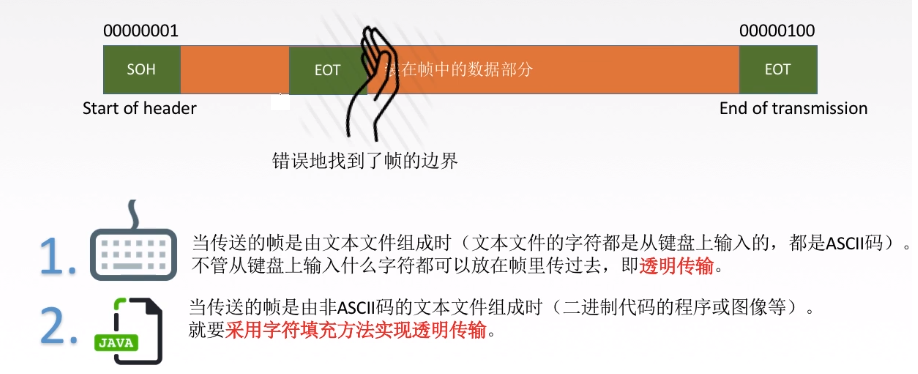 00000001
00000100
SOH
EOT
装在帧中的数据部分
EOT
Start of header
End of transmission
错误地找到了帧的边界
1.
当传送的帧是由文本文件组成时（文本文件的字符都是从键盘上输入的，都是ASCII码）。
不管从键盘上输入什么字符都可以放在帧里传过去，即透明传输。
2.
JAVA
当传送的帧是由非ASCII码的文本文件组成时（二进制代码的程序或图像等）。
就要采用字符填充方法实现透明传输。